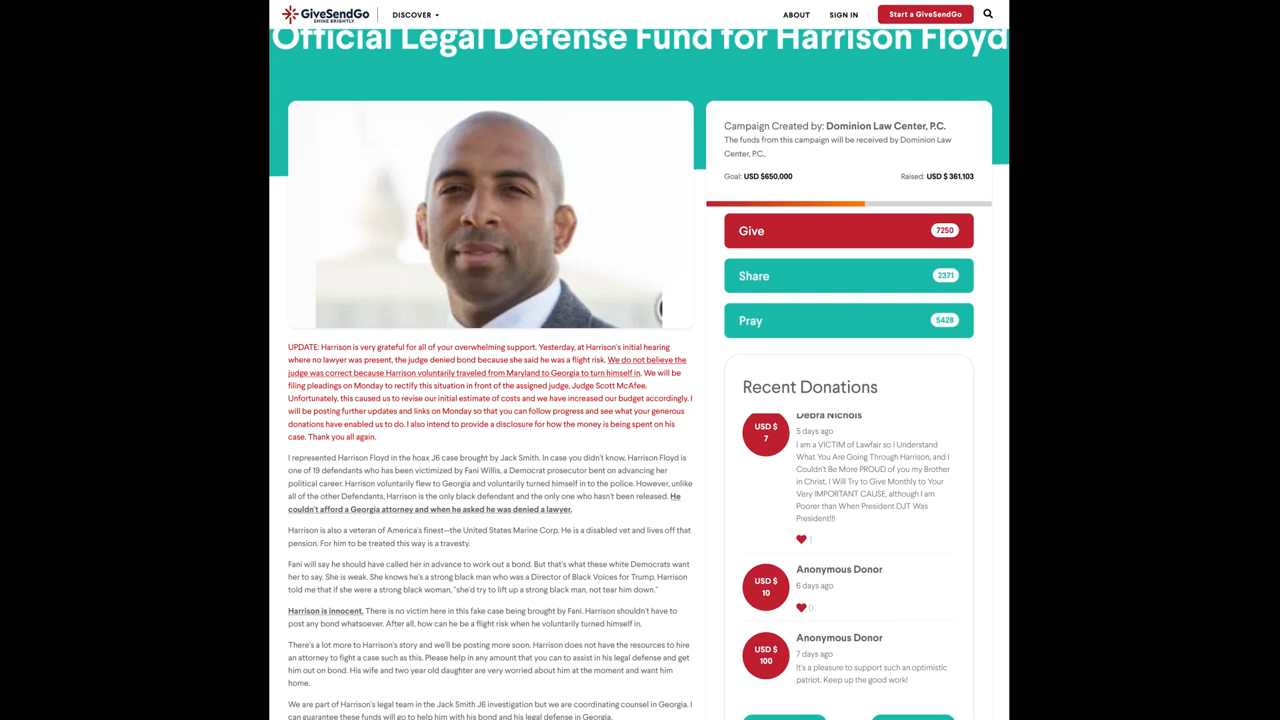 GiveSendGo
SHINE BRIGHTLY
DISCOVER
ABOUT
SIGN IN
Start a GiveSendGo
Official Legal Defense Fund for Harrison Floyd
Campaign Created by: Dominion Law Center, P.C.
The funds from this campaign will be received by Dominion Law
Center, P.C..
Goal: USD $650,000
Raised: USD $ 361,103
Give
7250
Share
2371
Pray
5428
UPDATE: Harrison is very grateful for all of your overwhelming support. Yesterday, at Harrison's initial hearing
where no lawyer was present, the judge denied bond because she said he was a flight risk. We do not believe the
judge was correct because Harrison voluntarily traveled from Maryland to Georgia to turn himself in. We will be
filing pleadings on Monday to rectify this situation in front of the assigned judge, Judge Scott McAfee.
Unfortunately, this caused us to revise our initial estimate of costs and we have increased our budget accordingly. I
will be posting further updates and links on Monday so that you can follow progress and see what your generous
donations have enabled us to do. I also intend to provide a disclosure for how the money is being spent on his
case. Thank you all again.
I represented Harrison Floyd in the hoax J6 case brought by Jack Smith. In case you didn't know, Harrison Floyd is
one of 19 defendants who has been victimized by Fani Willis, a Democrat prosecutor bent on advancing her
political career. Harrison voluntarily flew to Georgia and voluntarily turned himself in to the police. However, unlike
all of the other Defendants, Harrison is the only black defendant and the only one who hasn't been released. He
couldn't afford a Georgia attorney and when he asked he was denied a lawyer.
Harrison is also a veteran of America's finest—the United States Marine Corp. He is a disabled vet and lives off that
pension. For him to be treated this way is a travesty.
Fani will say he should have called her in advance to work out a bond. But that's what these white Democrats want
her to say. She is weak. She knows he's a strong black man who was a Director of Black Voices for Trump. Harrison
told me that if she were a strong black woman, "she'd try to lift up a strong black man, not tear him down."
Harrison is innocent. There is no victim here in this fake case being brought by Fani. Harrison shouldn't have to
post any bond whatsoever. After all, how can he be a flight risk when he voluntarily turned himself in.
There's a lot more to Harrison's story and we'll be posting more soon. Harrison does not have the resources to hire
an attorney to fight a case such as this. Please help in any amount that you can to assist in his legal defense and get
him out on bond. His wife and two year old daughter are very worried about him at the moment and want him
home.
We are part of Harrison's legal team in the Jack Smith J6 investigation but we are coordinating counsel in Georgia. I
can guarantee these funds will go to help him with his bond and his legal defense in Georgia.
Recent Donations
USD $
7
Debra Nichols
5 days ago
I am a VICTIM of Lawfair so I Understand
What You Are Going Through Harrison, and I
Couldn't Be More PROUD of you my Brother
in Christ. I Will Try to Give Monthly to Your
Very IMPORTANT CAUSE, although I am
Poorer than When President DJT Was
President!!!
1
USD $
10
Anonymous Donor
6 days ago
0
USD $
100
Anonymous Donor
7 days ago
It's a pleasure to support such an optimistic
patriot. Keep up the good work!